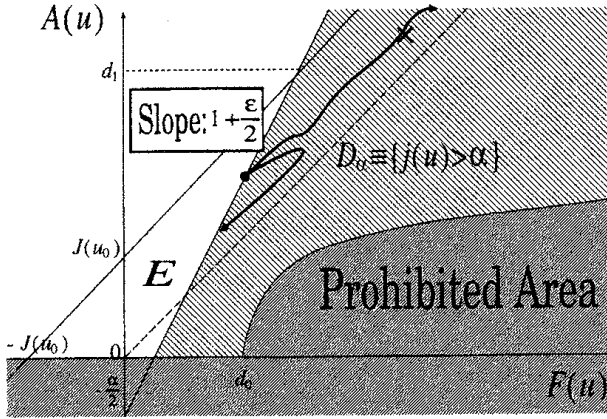 A(u)
d₁
Slope: 1+ε/2
D₀≡{j(u)>α}
J(u₀)
E
Prohibited Area
- J(u₀)
0
-α/2
d₀
F(u)